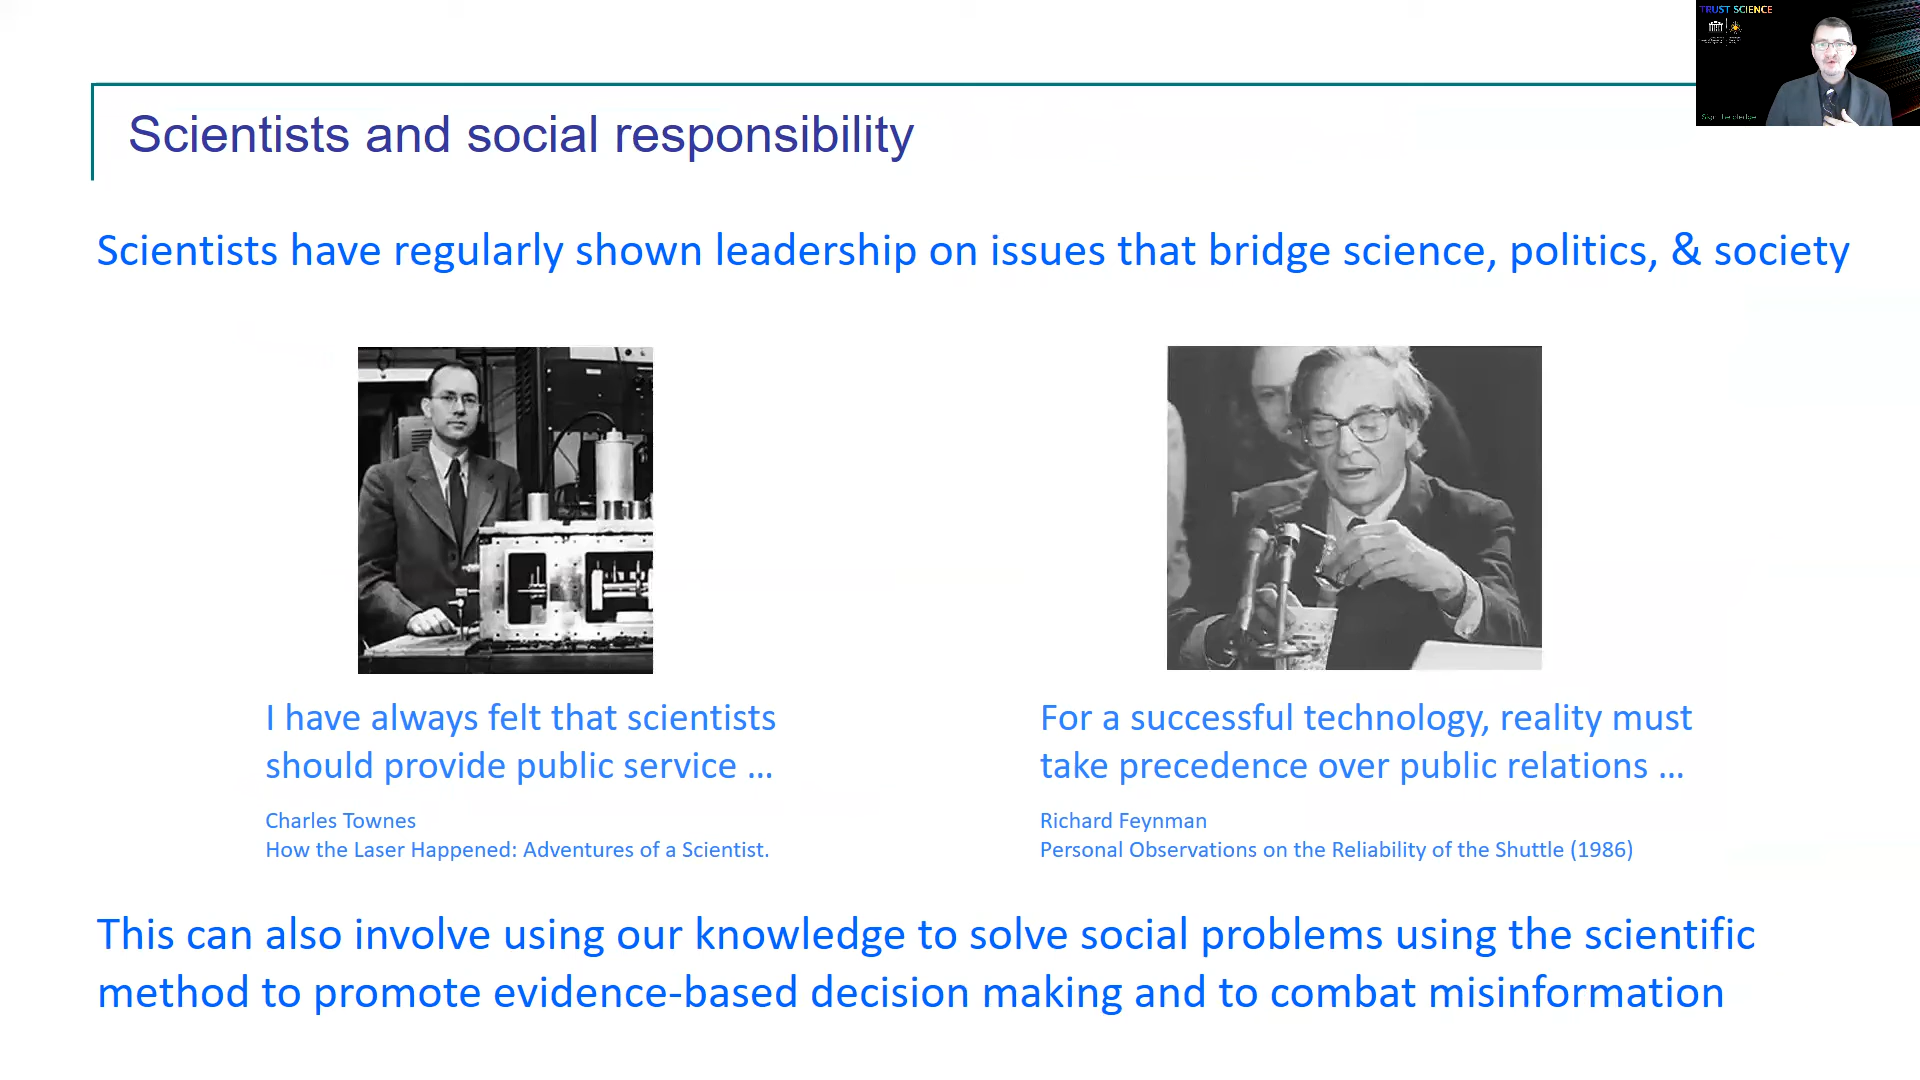 TRUST SCIENCE
Scientists and social responsibility
Scientists have regularly shown leadership on issues that bridge science, politics, & society
I have always felt that scientists
should provide public service ...
Charles Townes
How the Laser Happened: Adventures of a Scientist.
For a successful technology, reality must
take precedence over public relations ...
Richard Feynman
Personal Observations on the Reliability of the Shuttle (1986)
This can also involve using our knowledge to solve social problems using the scientific
method to promote evidence-based decision making and to combat misinformation